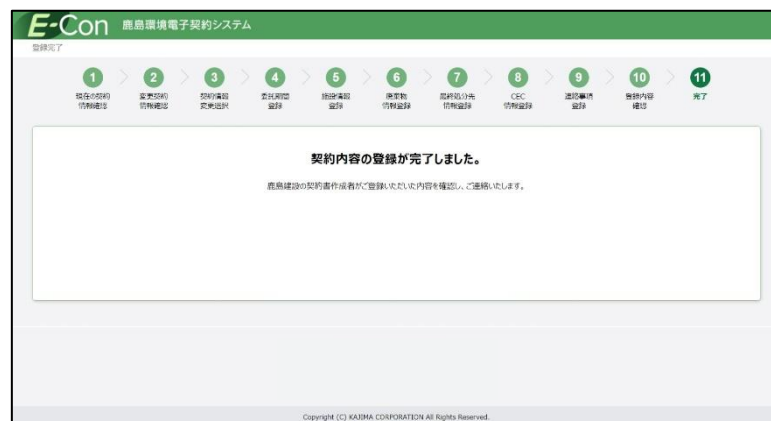 E-Con 鹿島環境電子契約システム
登録完了
1 2 3 4 5 6 7 8 9 10 11
現在の契約 変更契約 契約情報 委託期間 施設情報 廃棄物 最終処分先 CEC 連絡事項 登録内容 完了
情報確認 情報確認 変更選択 登録 登録 情報登録 情報登録 情報登録 登録 確認
契約内容の登録が完了しました。
鹿島建設の契約書作成者がご登録いただいた内容を確認し、ご連絡いたします。
Copyright (C) KAJIMA CORPORATION All Rights Reserved.